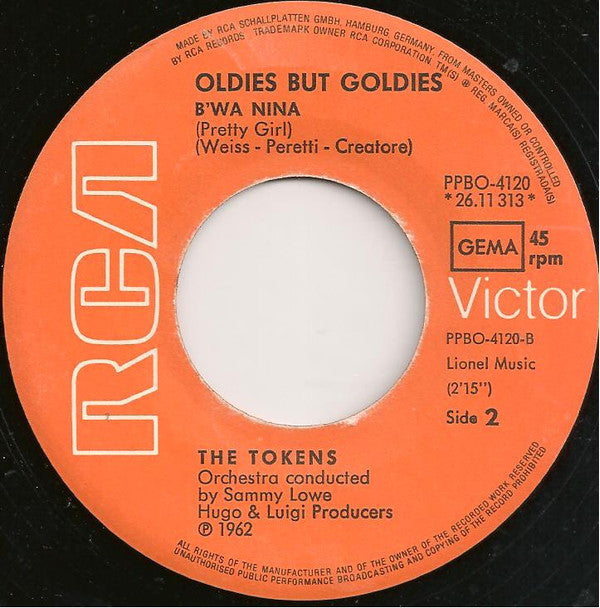 MADE BY RCA SCHALLPLATTEN GMBH, HAMBURG GERMANY, FROM MASTERS OWNED OR CONTROLLED
BY RCA RECORDS TRADEMARK OWNER RCA CORPORATION. TM(S) ® REG. MARCA(S) REGISTRADA(S)
OLDIES BUT GOLDIES
B'WA NINA
(Pretty Girl)
(Weiss - Peretti - Creatore)
PPBO-4120
*26.11 313*
GEMA
45
rpm
RCA
Victor
PPBO-4120-B
Lionel Music
(2'15")
Side 2
THE TOKENS
Orchestra conducted
by Sammy Lowe
Hugo & Luigi Producers
℗ 1962
ALL RIGHTS OF THE MANUFACTURER AND OF THE OWNER OF THE RECORDED WORK RESERVED
UNAUTHORISED PUBLIC PERFORMANCE BROADCASTING AND COPYING OF THIS RECORD PROHIBITED